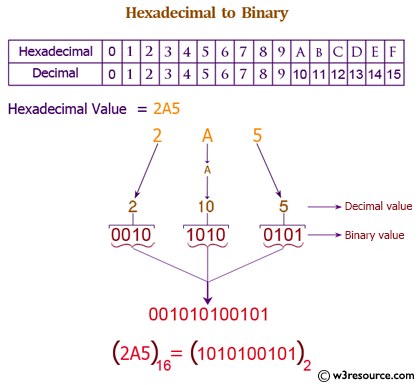 Hexadecimal to Binary
Hexadecimal 0 1 2 3 4 5 6 7 8 9 A B C D E F
Decimal 0 1 2 3 4 5 6 7 8 9 10 11 12 13 14 15
Hexadecimal Value = 2A5
2 A 5
A
2 10 5 Decimal value
0010 1010 0101 Binary value
001010100101
(2A5)16 = (1010100101)2
© w3resource.com